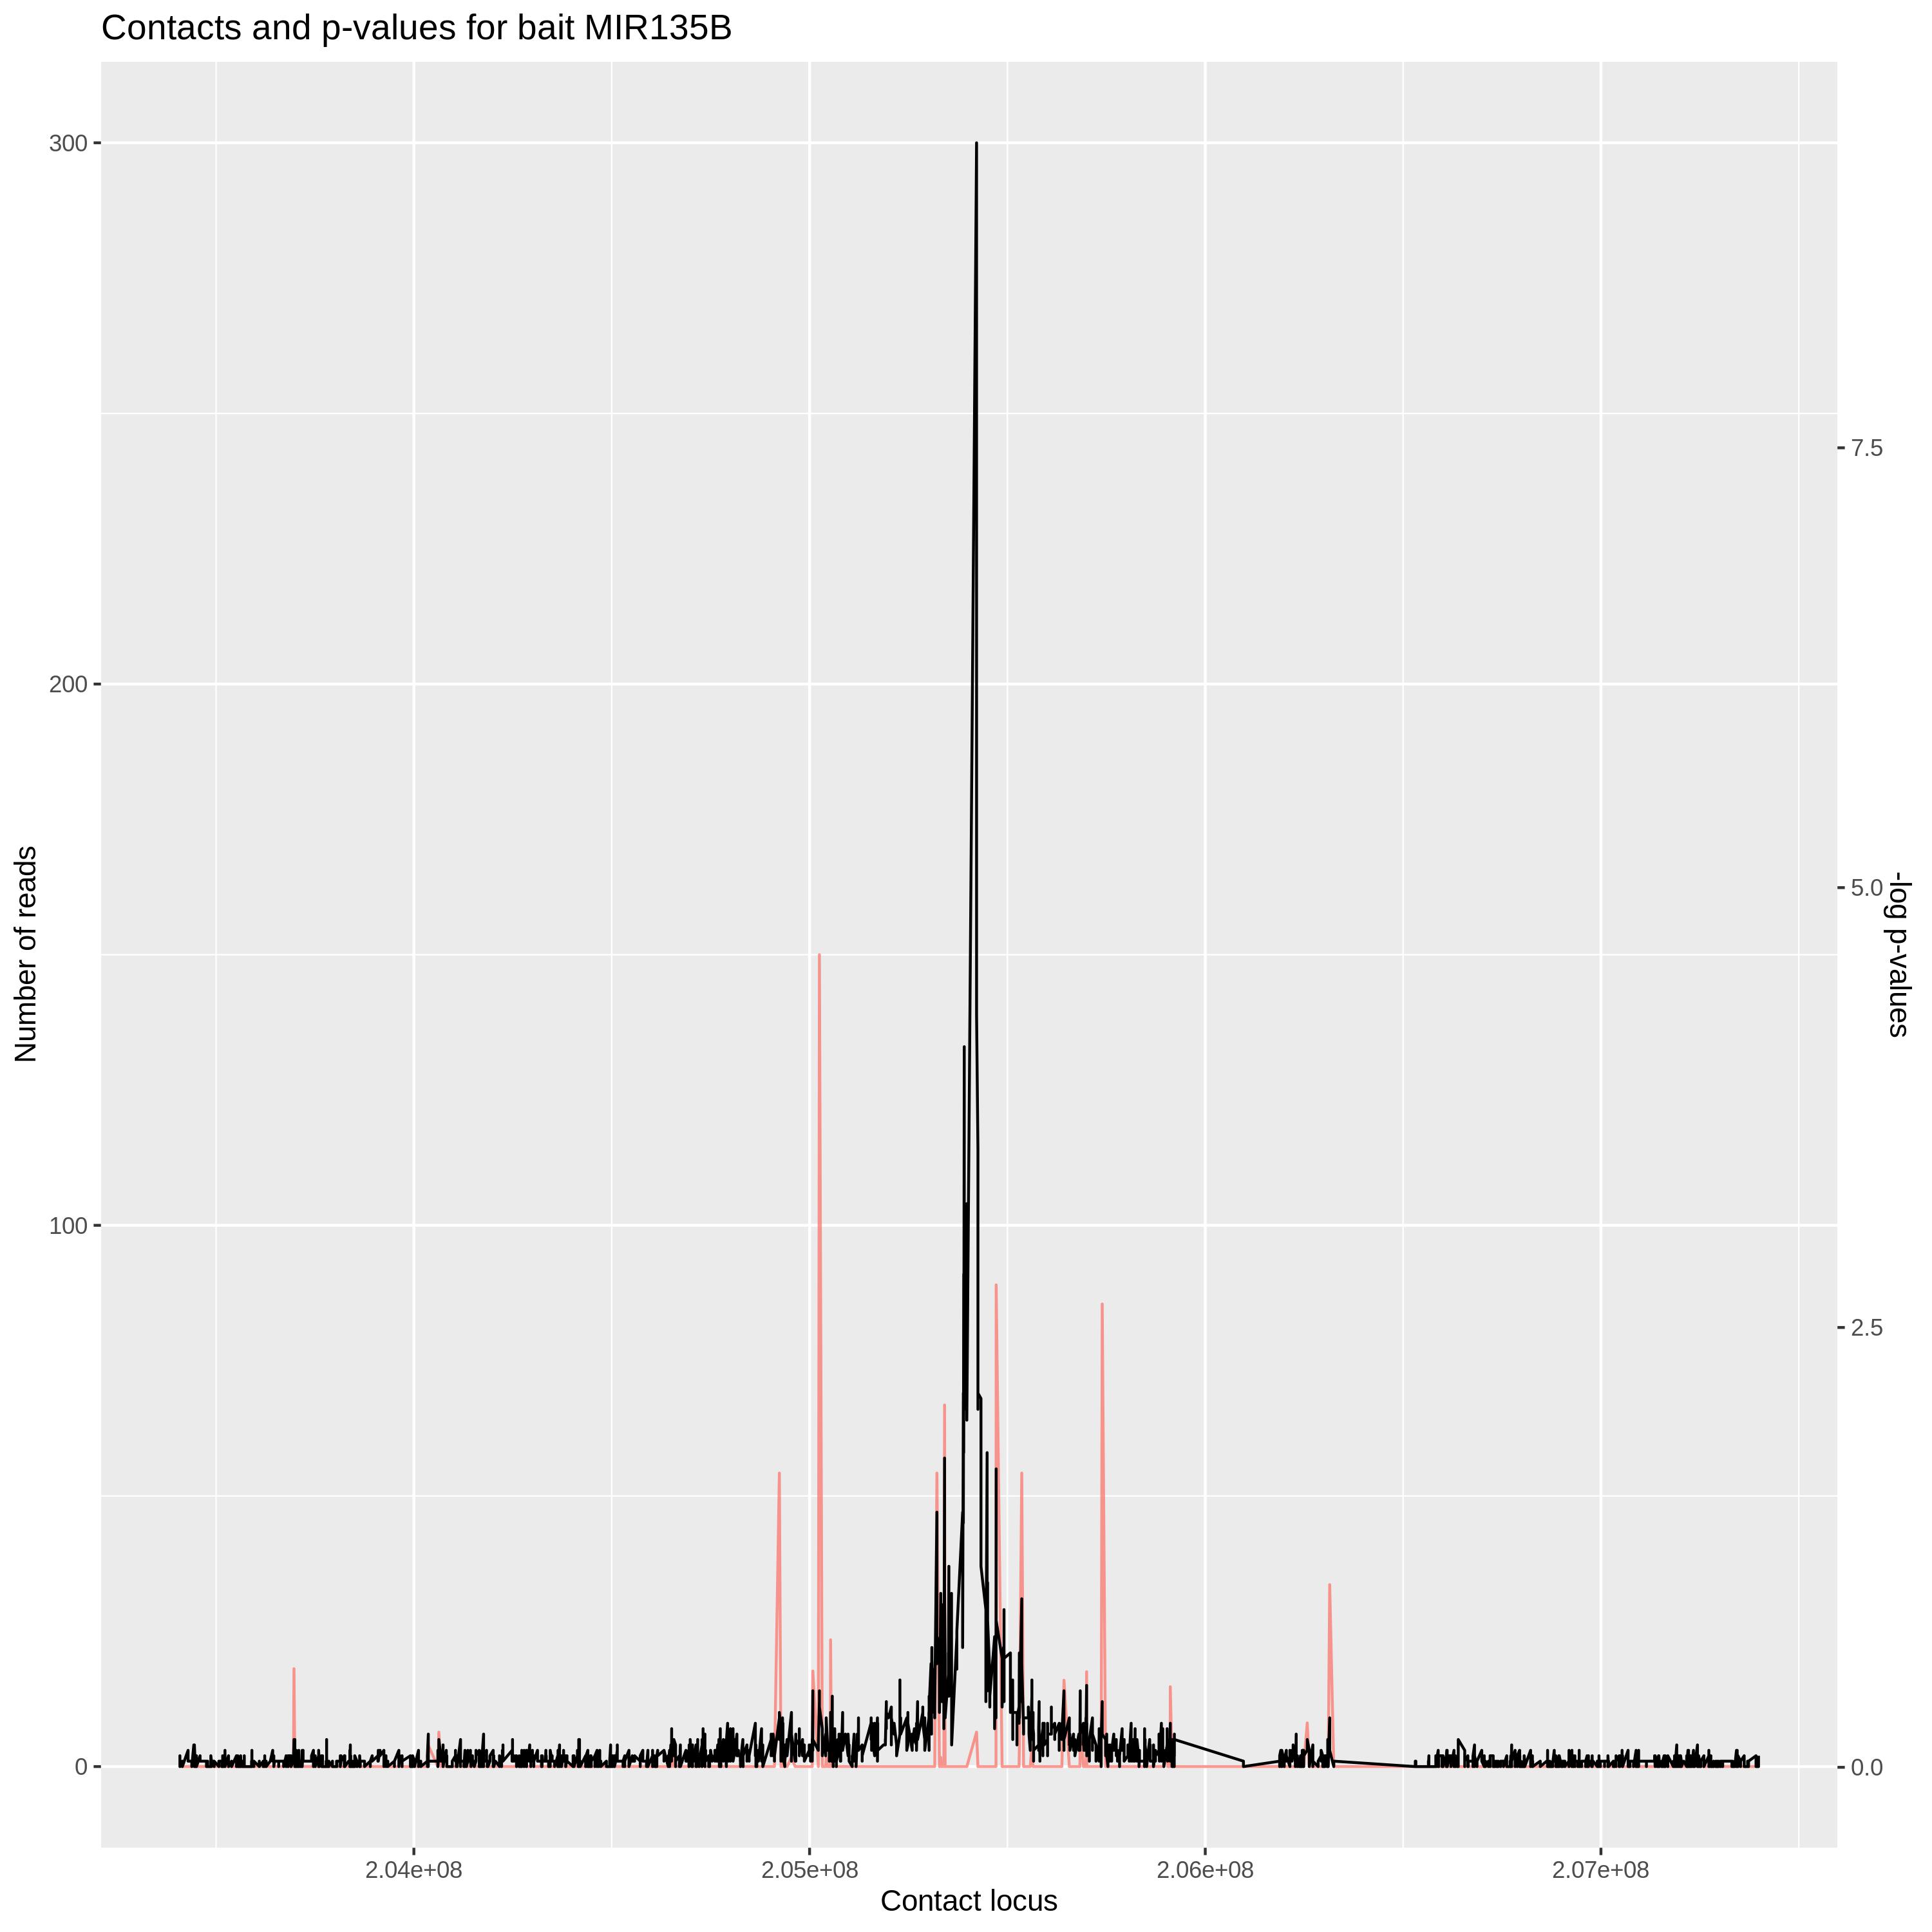 Contacts and p-values for bait MIR135B
300
200
100
0
Number of reads
7.5
5.0
2.5
0.0
-log p-values
2.04e+08
2.05e+08
2.06e+08
2.07e+08
Contact locus